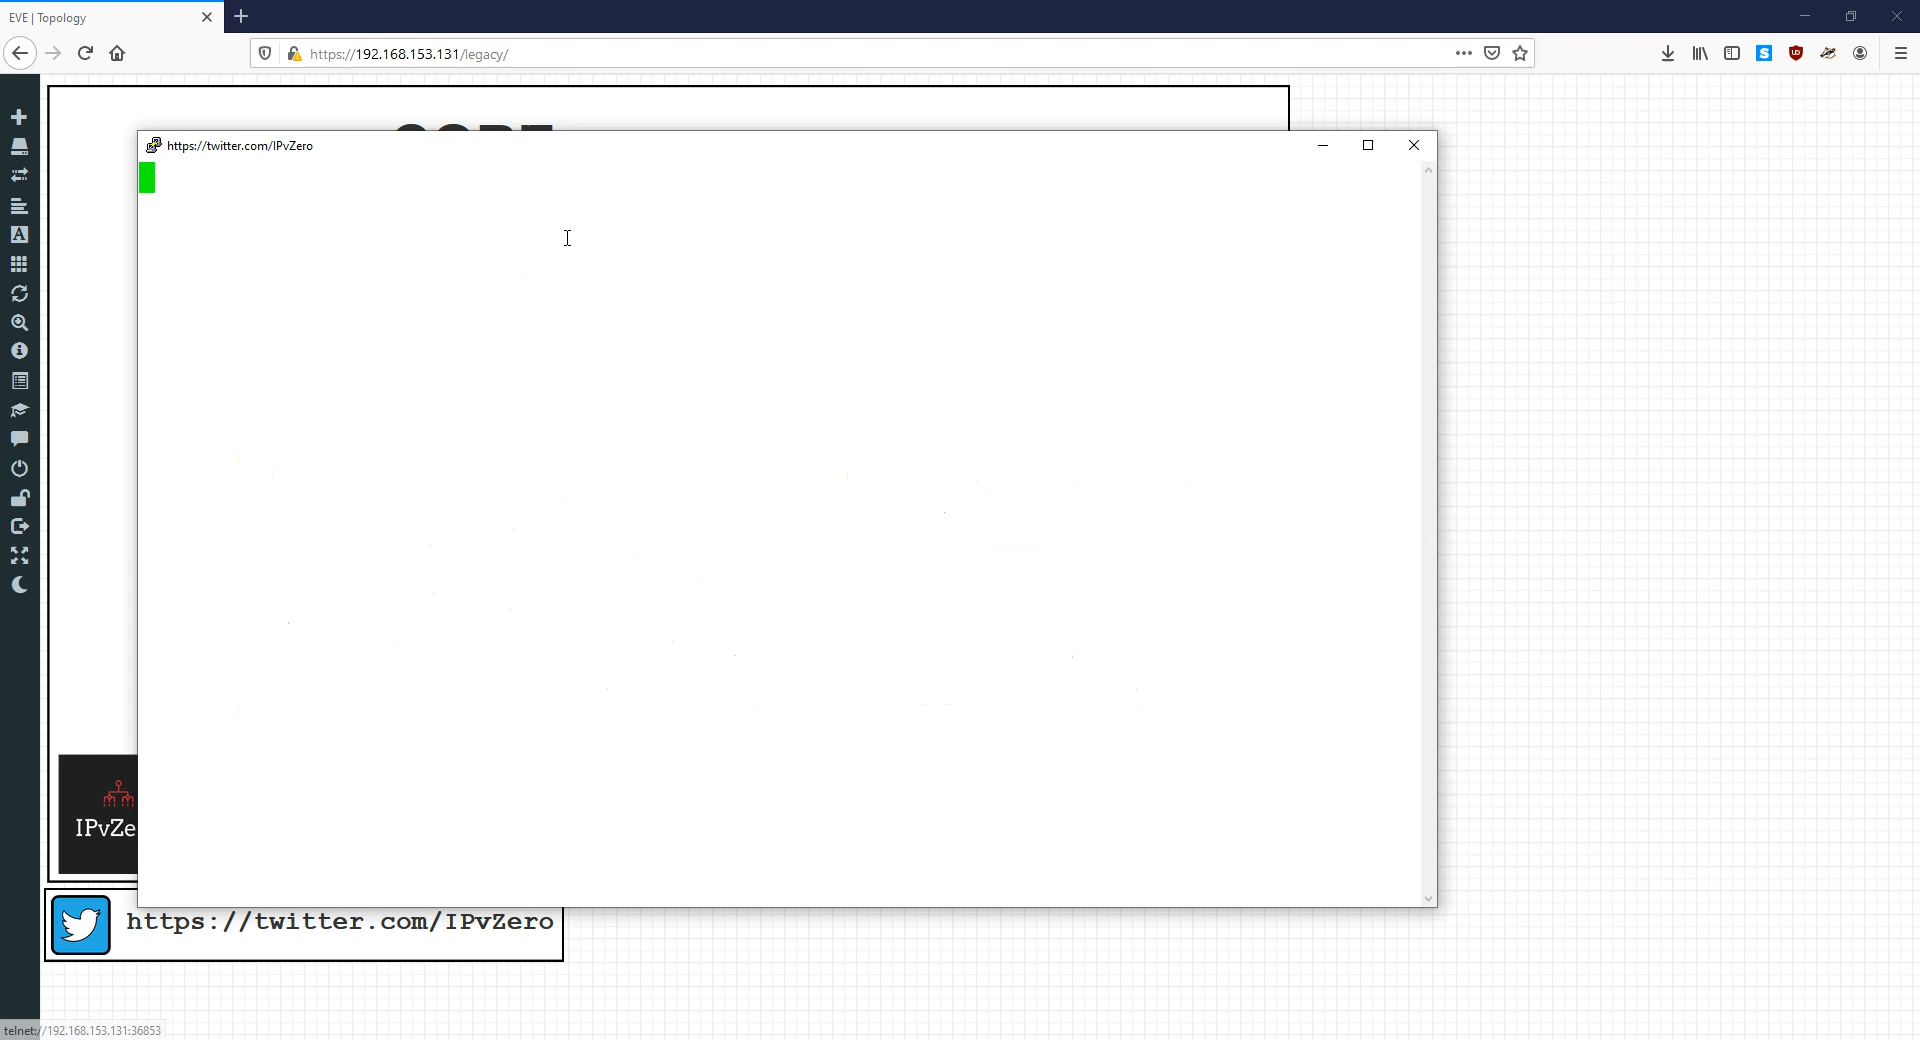 EVE | Topology
https://192.168.153.131/legacy/
https://twitter.com/IPvZero
IPvZe
https://twitter.com/IPvZero
telnet://192.168.153.131:36853